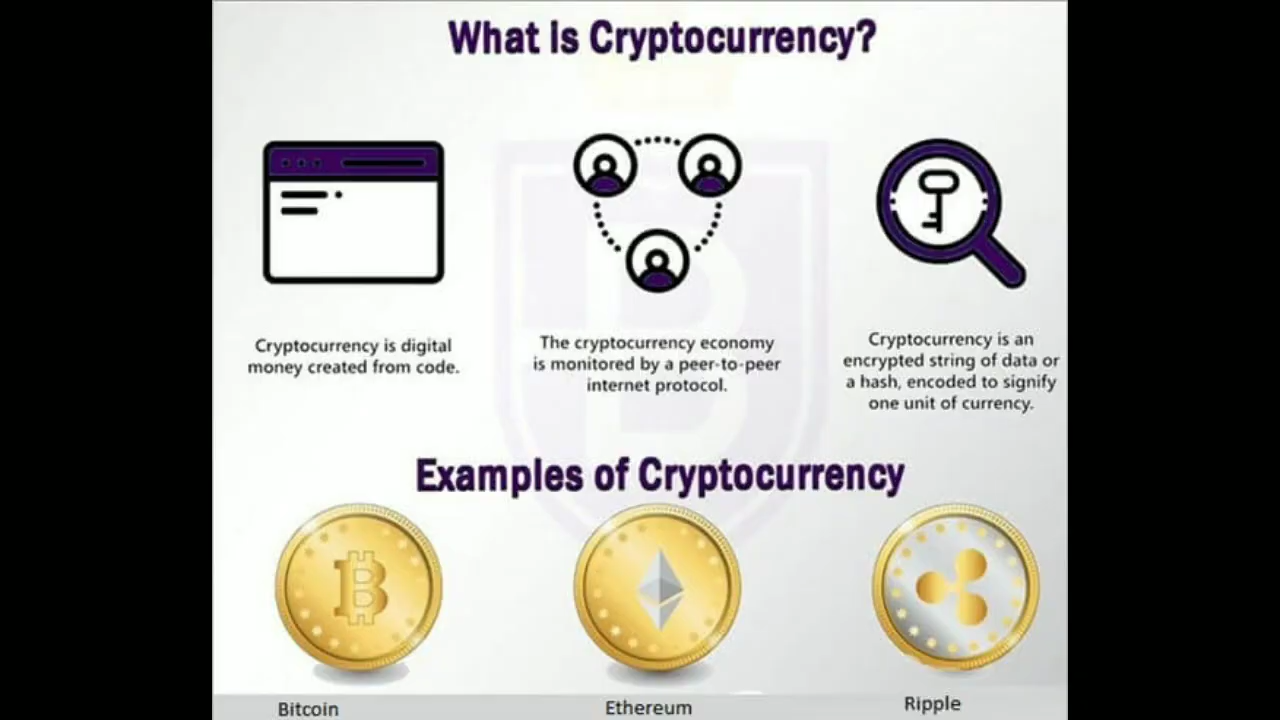 What is Cryptocurrency?
Cryptocurrency is digital
money created from code.
The cryptocurrency economy
is monitored by a peer-to-peer
internet protocol.
Cryptocurrency is an
encrypted string of data or
a hash, encoded to signify
one unit of currency.
Examples of Cryptocurrency
Bitcoin
Ethereum
Ripple